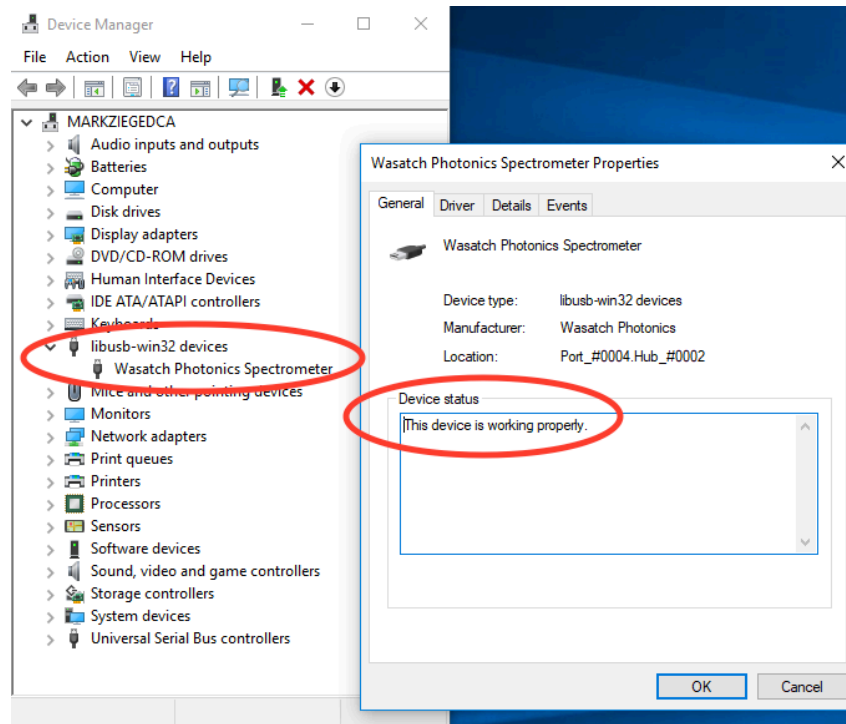 Device Manager
File Action View Help
MARKZIEGEDCA
Audio inputs and outputs
Batteries
Computer
Disk drives
Display adapters
DVD/CD-ROM drives
Human Interface Devices
IDE ATA/ATAPI controllers
Keyboards
libusb-win32 devices
Wasatch Photonics Spectrometer
Mice and other pointing devices
Monitors
Network adapters
Print queues
Printers
Processors
Sensors
Software devices
Sound, video and game controllers
Storage controllers
System devices
Universal Serial Bus controllers
Wasatch Photonics Spectrometer Properties
General Driver Details Events
Wasatch Photonics Spectrometer
Device type: libusb-win32 devices
Manufacturer: Wasatch Photonics
Location: Port_#0004.Hub_#0002
Device status
This device is working properly.
OK Cancel